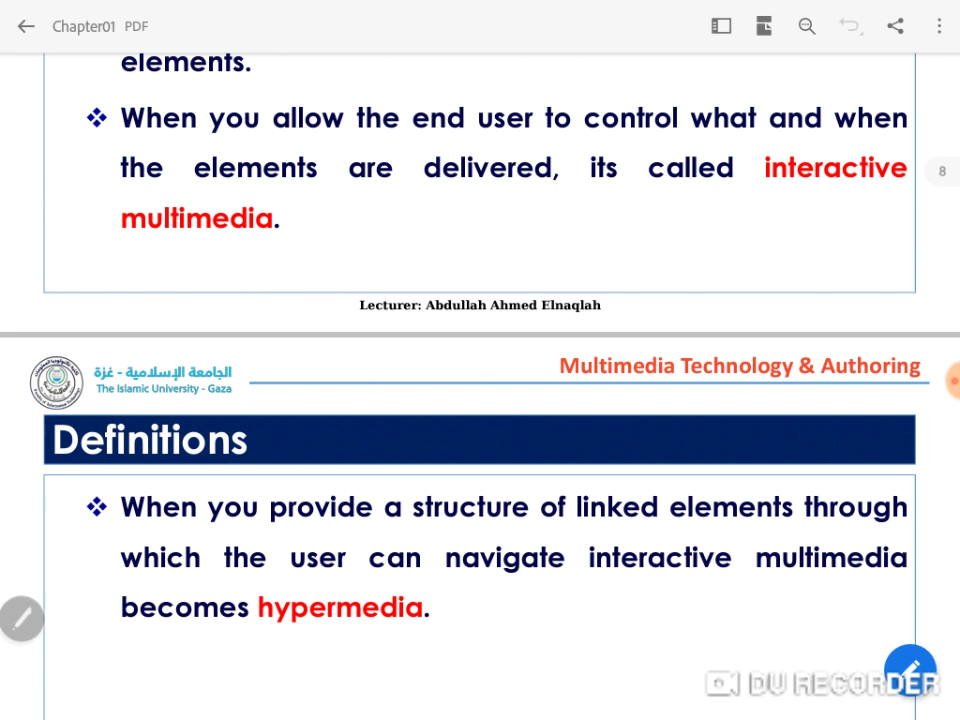 Chapter01 PDF
elements.
❖ When you allow the end user to control what and when
the elements are delivered, its called interactive
multimedia.
8
Lecturer: Abdullah Ahmed Elnaqlah
الجامعة الإسلامية - غزة
The Islamic University - Gaza
Multimedia Technology & Authoring
Definitions
❖ When you provide a structure of linked elements through
which the user can navigate interactive multimedia
becomes hypermedia.
DU RECORDER